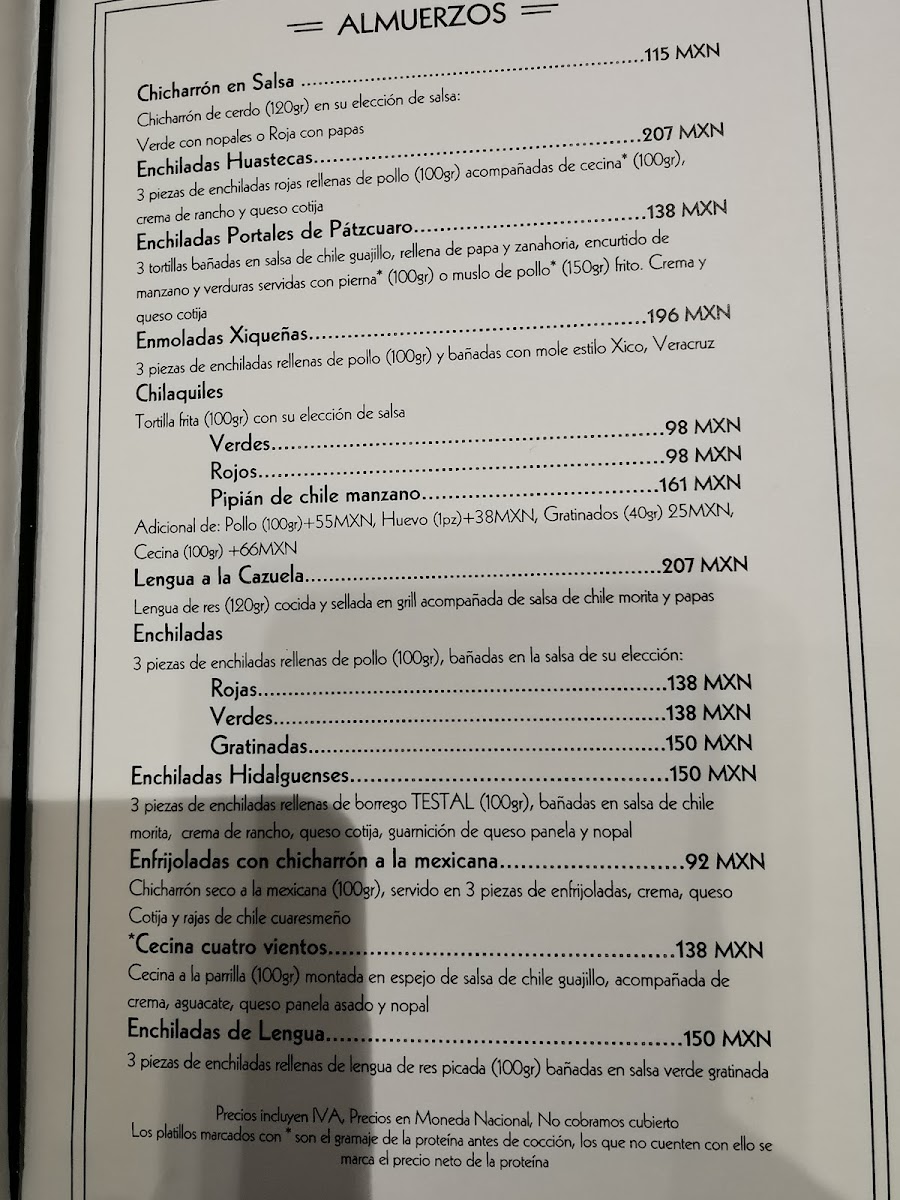 ALMUERZOS
Chicharrón en Salsa ..................................................115 MXN
Chicharrón de cerdo (120gr) en su elección de salsa:
Verde con nopales o Roja con papas
Enchiladas Huastecas..................................................207 MXN
3 piezas de enchiladas rojas rellenas de pollo (100gr) acompañadas de cecina* (100gr),
crema de rancho y queso cotija
Enchiladas Portales de Pátzcuaro...................................138 MXN
3 tortillas bañadas en salsa de chile guajillo, rellena de papa y zanahoria, encurtido de
manzano y verduras servidas con pierna* (100gr) o muslo de pollo* (150gr) frito. Crema y
queso cotija
Enmoladas Xiqueñas..................................................196 MXN
3 piezas de enchiladas rellenas de pollo (100gr) y bañadas con mole estilo Xico, Veracruz
Chilaquiles
Tortilla frita (100gr) con su elección de salsa
Verdes..........................................................98 MXN
Rojos............................................................98 MXN
Pipián de chile manzano...................................161 MXN
Adicional de: Pollo (100gr)+55MXN, Huevo (1pz)+38MXN, Gratinados (40gr) 25MXN,
Cecina (100gr) +66MXN
Lengua a la Cazuela..................................................207 MXN
Lengua de res (120gr) cocida y sellada en grill acompañada de salsa de chile morita y papas
Enchiladas
3 piezas de enchiladas rellenas de pollo (100gr), bañadas en la salsa de su elección:
Rojas............................................................138 MXN
Verdes..........................................................138 MXN
Gratinadas.....................................................150 MXN
Enchiladas Hidalguenses.............................................150 MXN
3 piezas de enchiladas rellenas de borrego TESTAL (100gr), bañadas en salsa de chile
morita, crema de rancho, queso cotija, guarnición de queso panela y nopal
Enfrijoladas con chicharrón a la mexicana..........................92 MXN
Chicharrón seco a la mexicana (100gr), servido en 3 piezas de enfrijoladas, crema, queso
Cotija y rajas de chile cuaresmeño
*Cecina cuatro vientos..................................................138 MXN
Cecina a la parrilla (100gr) montada en espejo de salsa de chile guajillo, acompañada de
crema, aguacate, queso panela asado y nopal
Enchiladas de Lengua..................................................150 MXN
3 piezas de enchiladas rellenas de lengua de res picada (100gr) bañadas en salsa verde gratinada
Precios incluyen IVA, Precios en Moneda Nacional, No cobramos cubierto
Los platillos marcados con * son el gramaje de la proteína antes de cocción, los que no cuenten con ello se
marca el precio neto de la proteína